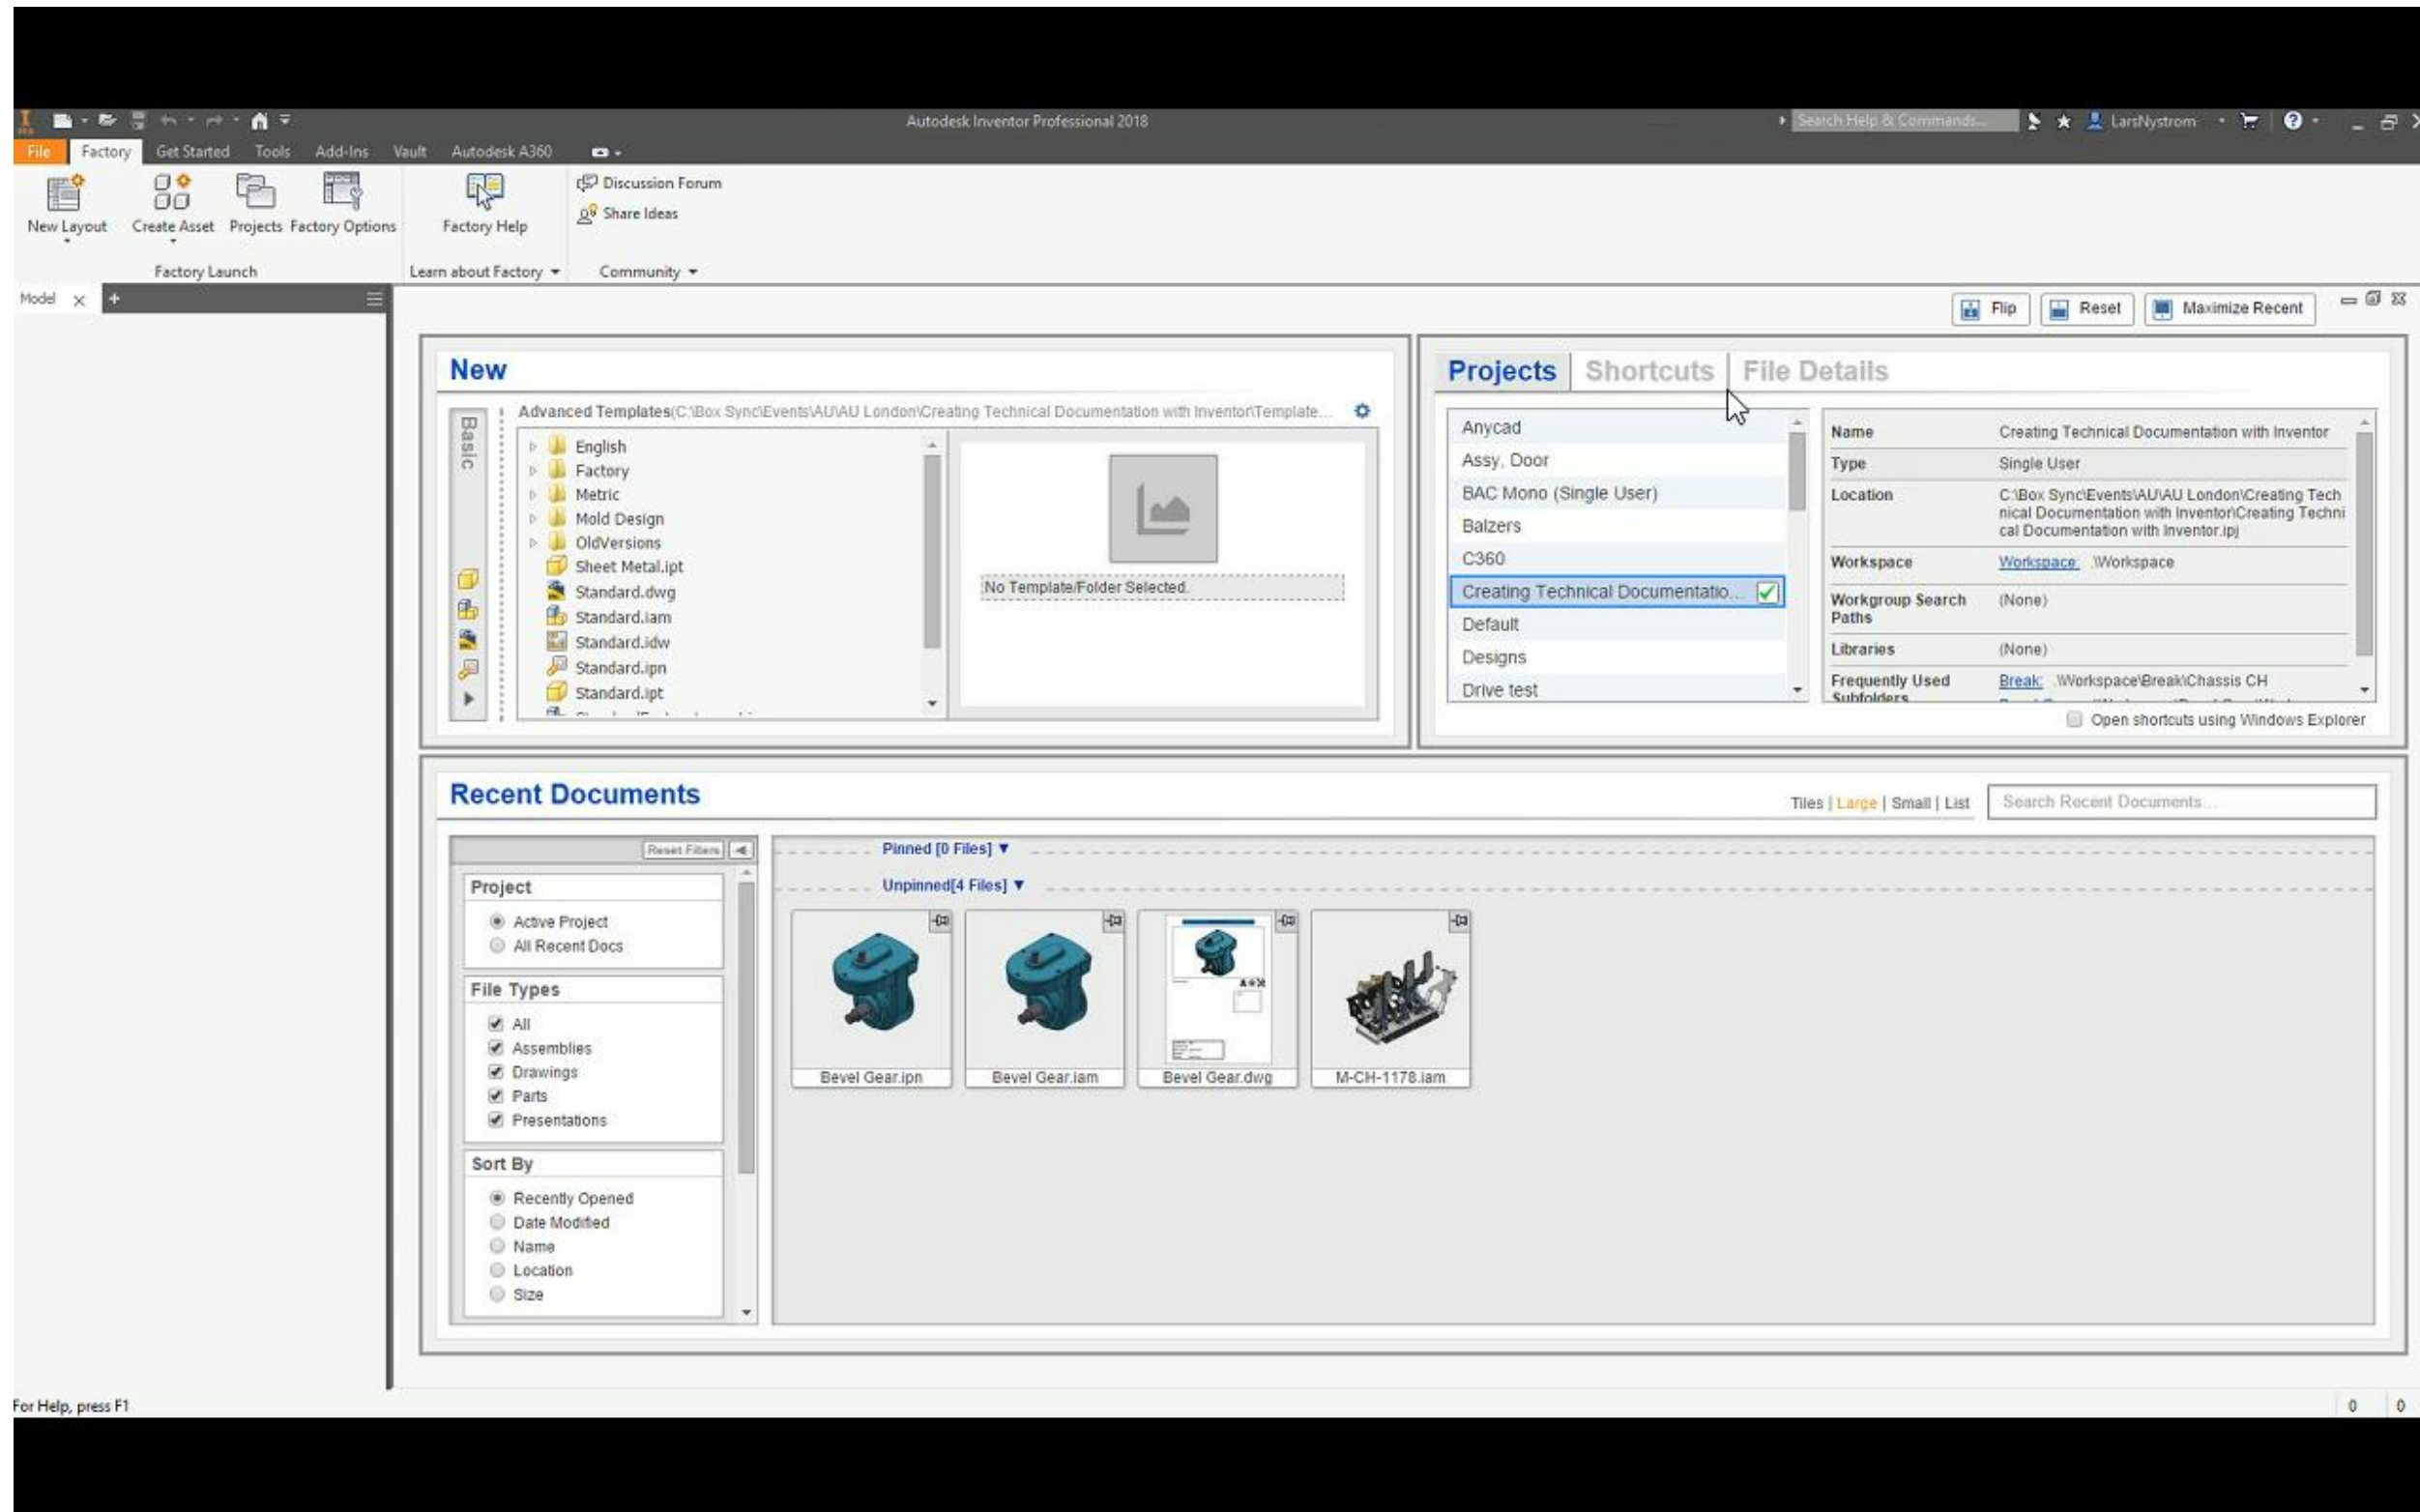 Autodesk Inventor Professional 2018
Search Help & Commands...
LarsNystrom
File Factory Get Started Tools Add-Ins Vault Autodesk A360
New Layout
Create Asset
Projects
Factory Options
Factory Help
Discussion Forum
Share Ideas
Factory Launch
Learn about Factory
Community
Model
Flip
Reset
Maximize Recent
New
Basic
Advanced Templates(C:\Box Sync\Events\AU\AU London\Creating Technical Documentation with Inventor\Template...
English
Factory
Metric
Mold Design
OldVersions
Sheet Metal.ipt
Standard.dwg
Standard.iam
Standard.idw
Standard.ipn
Standard.ipt
No Template/Folder Selected.
Projects
Shortcuts
File Details
Anycad
Assy, Door
BAC Mono (Single User)
Balzers
C360
Creating Technical Documentatio...
Default
Designs
Drive test
Name Creating Technical Documentation with Inventor
Type Single User
Location C:\Box Sync\Events\AU\AU London\Creating Tech
nical Documentation with Inventor\Creating Techni
cal Documentation with Inventor.ipj
Workspace Workspace: .\Workspace
Workgroup Search (None)
Paths
Libraries (None)
Frequently Used Break: .\Workspace\Break\Chassis CH
Subfolders
Open shortcuts using Windows Explorer
Recent Documents
Tiles | Large | Small | List
Search Recent Documents...
Reset Filters
Project
Active Project
All Recent Docs
File Types
All
Assemblies
Drawings
Parts
Presentations
Sort By
Recently Opened
Date Modified
Name
Location
Size
Pinned [0 Files]
Unpinned[4 Files]
Bevel Gear.ipn
Bevel Gear.iam
Bevel Gear.dwg
M-CH-1178.iam
For Help, press F1
0 0